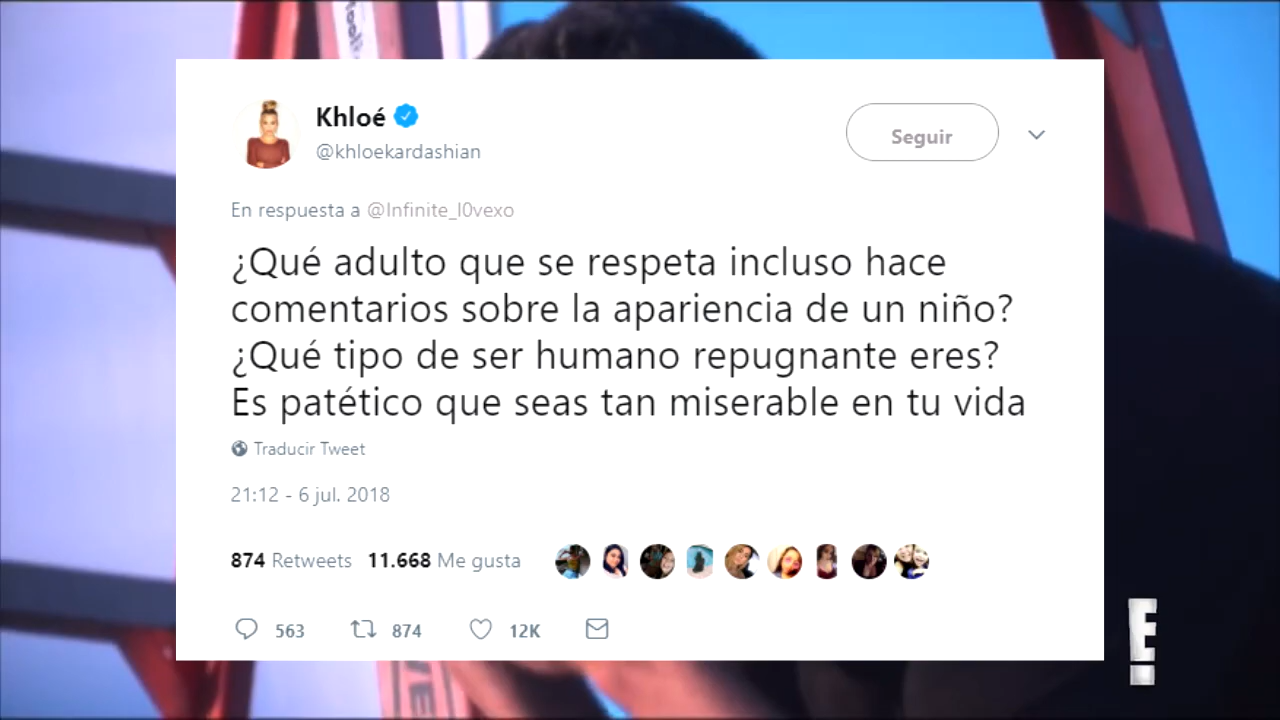 Khloé
@khloekardashian
Seguir
En respuesta a @Infinite_l0vexo
¿Qué adulto que se respeta incluso hace
comentarios sobre la apariencia de un niño?
¿Qué tipo de ser humano repugnante eres?
Es patético que seas tan miserable en tu vida
Traducir Tweet
21:12 - 6 jul. 2018
874 Retweets 11.668 Me gusta
563 874 12K
E!